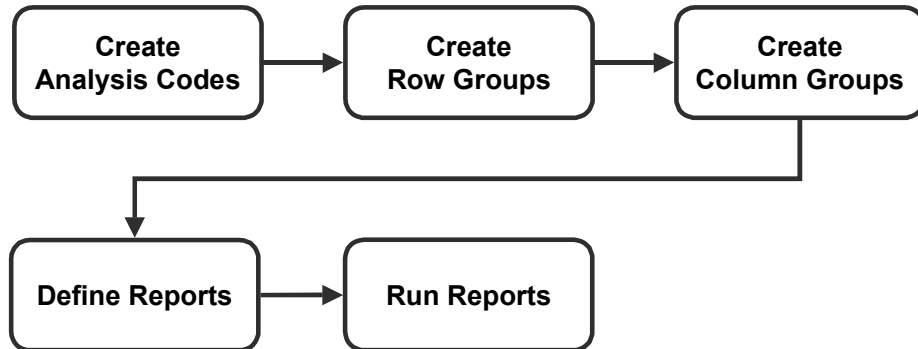 Create
Analysis Codes
Create
Row Groups
Create
Column Groups
Define Reports
Run Reports